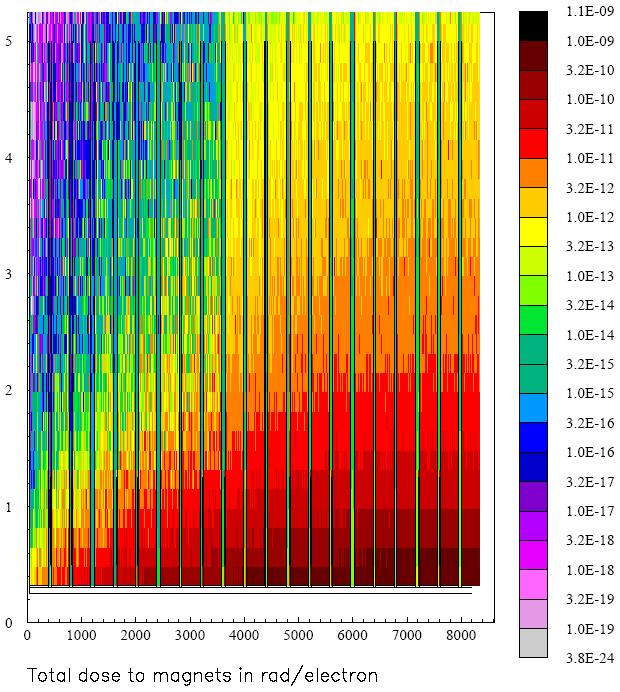 1.1E-09
5
1.0E-09
3.2E-10
1.0E-10
3.2E-11
4
1.0E-11
3.2E-12
1.0E-12
3.2E-13
3
1.0E-13
3.2E-14
1.0E-14
3.2E-15
2
1.0E-15
3.2E-16
1.0E-16
3.2E-17
1
1.0E-17
3.2E-18
1.0E-18
3.2E-19
0
1.0E-19
0 1000 2000 3000 4000 5000 6000 7000 8000
3.8E-24
Total dose to magnets in rad/electron